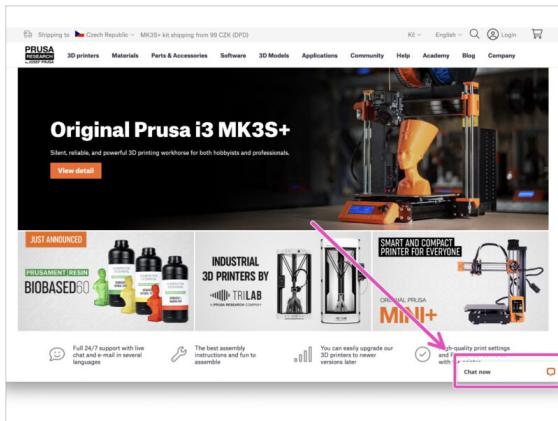 Shipping to Czech Republic MK3S+ kit shipping from 99 CZK (DPD)
Kč English Login
PRUSA
RESEARCH
by JOSEF PRUSA
3D printers Materials Parts & Accessories Software 3D Models Applications Community Help Academy Blog Company
Original Prusa i3 MK3S+
Silent, reliable, and powerful 3D printing workhorse for both hobbyists and professionals.
View detail
JUST ANNOUNCED
PRUSAMENT RESIN
BIOBASED60
INDUSTRIAL
3D PRINTERS BY
TRILAB
A PRUSA RESEARCH COMPANY
SMART AND COMPACT
PRINTER FOR EVERYONE
ORIGINAL PRUSA
MINI+
Full 24/7 support with live
chat and e-mail in several
languages
The best assembly
instructions and fun to
assemble
You can easily upgrade our
3D printers to newer
versions later
High-quality print settings
and
with
Chat now